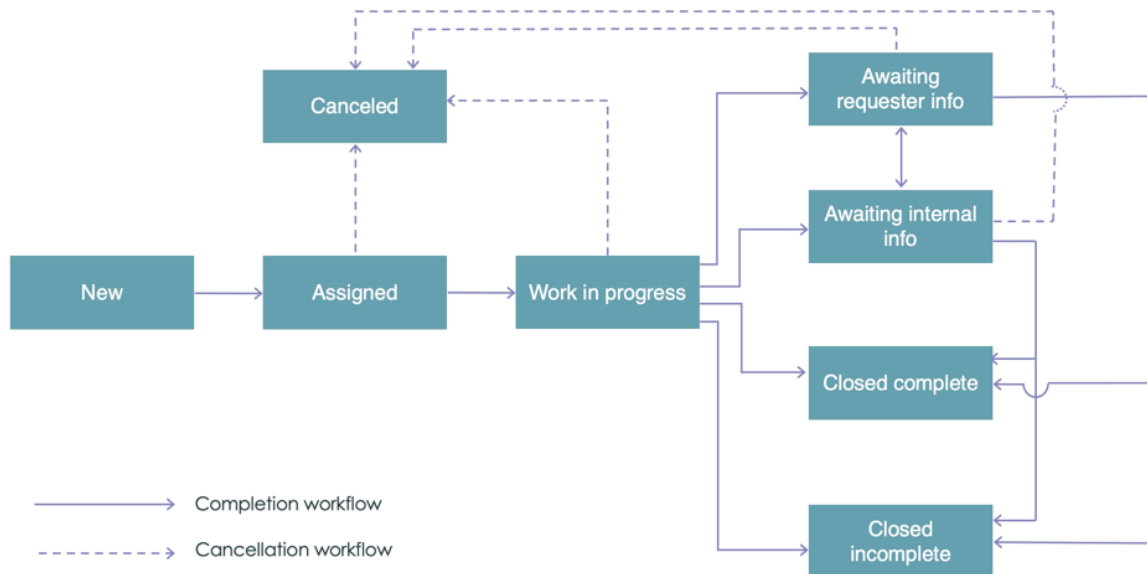 Canceled
Awaiting
requester info
Awaiting internal
info
New
Assigned
Work in progress
Closed complete
Closed
incomplete
Completion workflow
Cancellation workflow